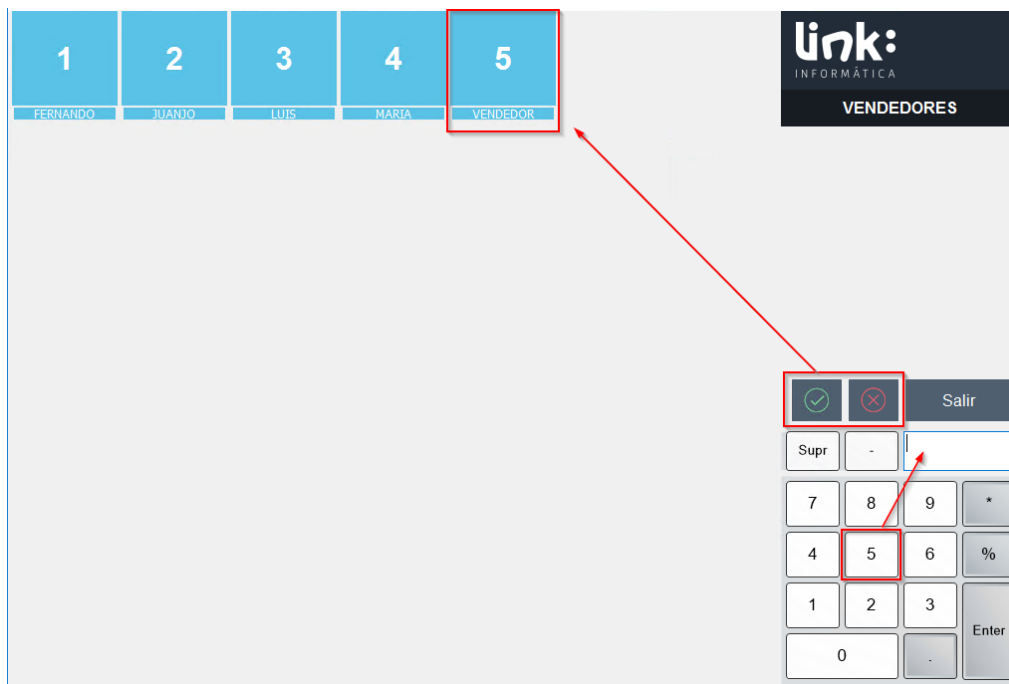 1 2 3 4 5
FERNANDO JUANJO LUIS MARIA VENDEDOR
link:
INFORMÁTICA
VENDEDORES
Salir
Supr -
7 8 9 *
4 5 6 %
1 2 3 Enter
0 .